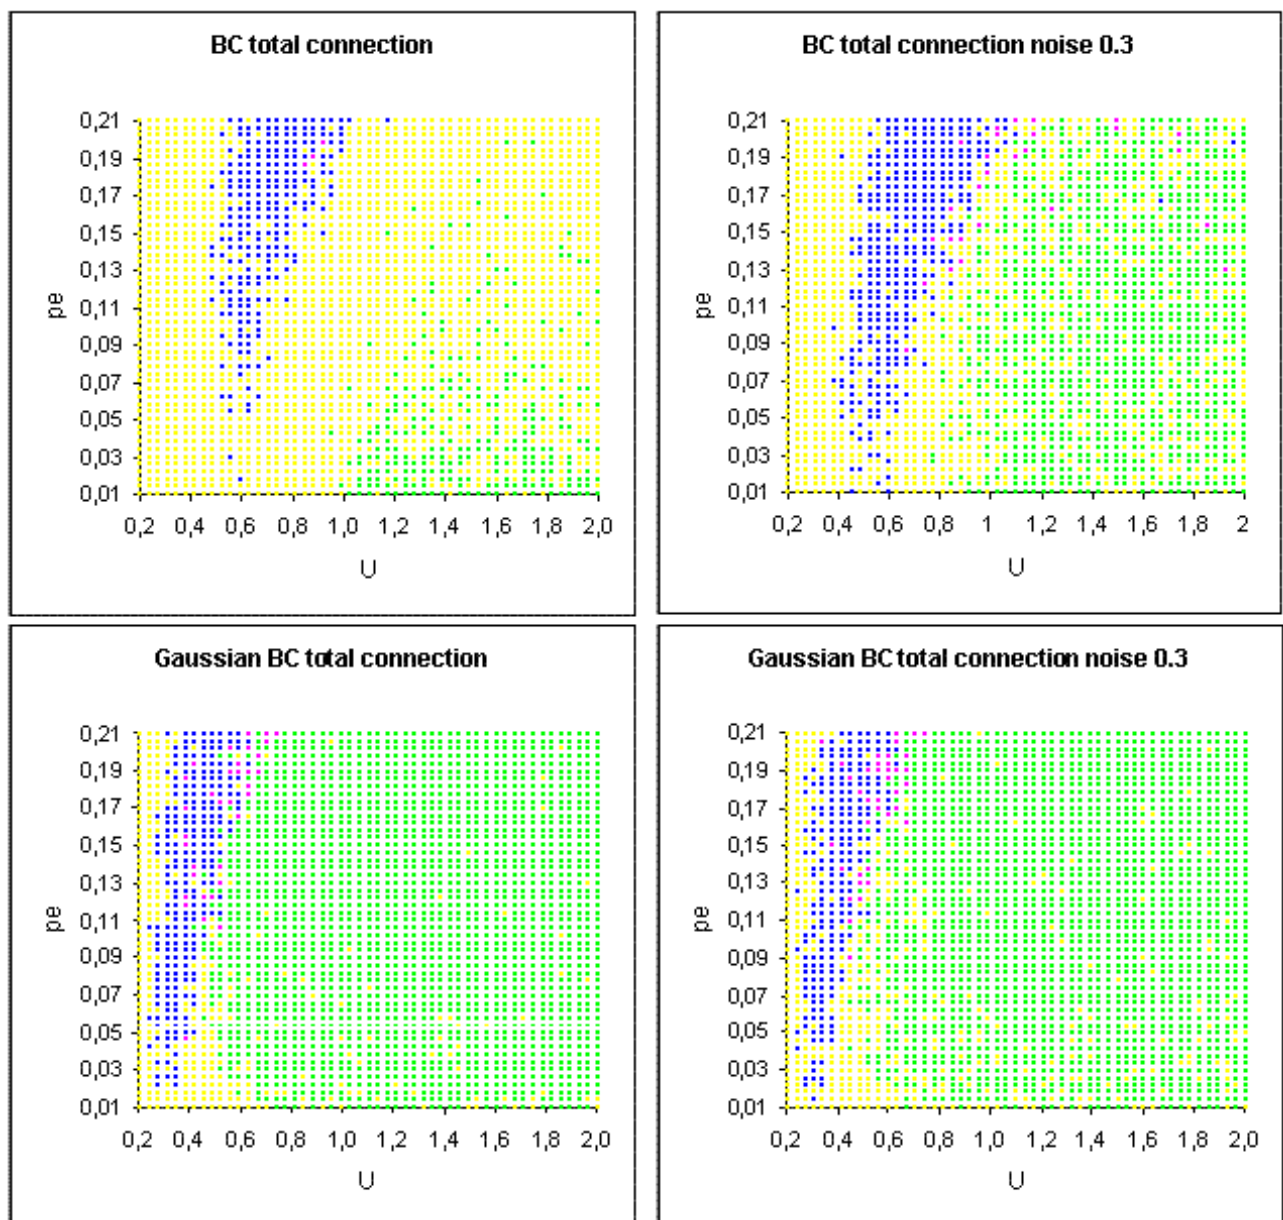 BC total connection
0,21
0,19
0,17
0,15
0,13
0,11
0,09
0,07
0,05
0,03
0,01
pe
0,2 0,4 0,6 0,8 1,0 1,2 1,4 1,6 1,8 2,0
U
BC total connection noise 0.3
0,21
0,19
0,17
0,15
0,13
0,11
0,09
0,07
0,05
0,03
0,01
pe
0,2 0,4 0,6 0,8 1 1,2 1,4 1,6 1,8 2
U
Gaussian BC total connection
0,21
0,19
0,17
0,15
0,13
0,11
0,09
0,07
0,05
0,03
0,01
pe
0,2 0,4 0,6 0,8 1,0 1,2 1,4 1,6 1,8 2,0
U
Gaussian BC total connection noise 0.3
0,21
0,19
0,17
0,15
0,13
0,11
0,09
0,07
0,05
0,03
0,01
pe
0,2 0,4 0,6 0,8 1,0 1,2 1,4 1,6 1,8 2,0
U